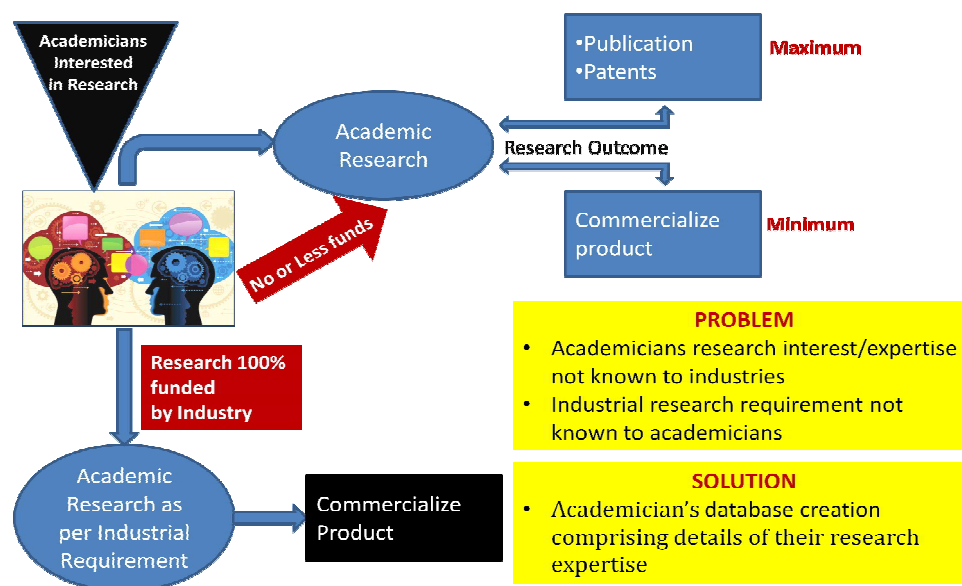 Academicians
Interested
in Research
Academic
Research
•Publication
•Patents
Maximum
Research Outcome
Commercialize
product
Minimum
No or Less funds
Research 100%
funded
by Industry
Academic
Research as
per Industrial
Requirement
Commercialize
Product
PROBLEM
• Academicians research interest/expertise
not known to industries
• Industrial research requirement not
known to academicians
SOLUTION
• Academician’s database creation
comprising details of their research
expertise